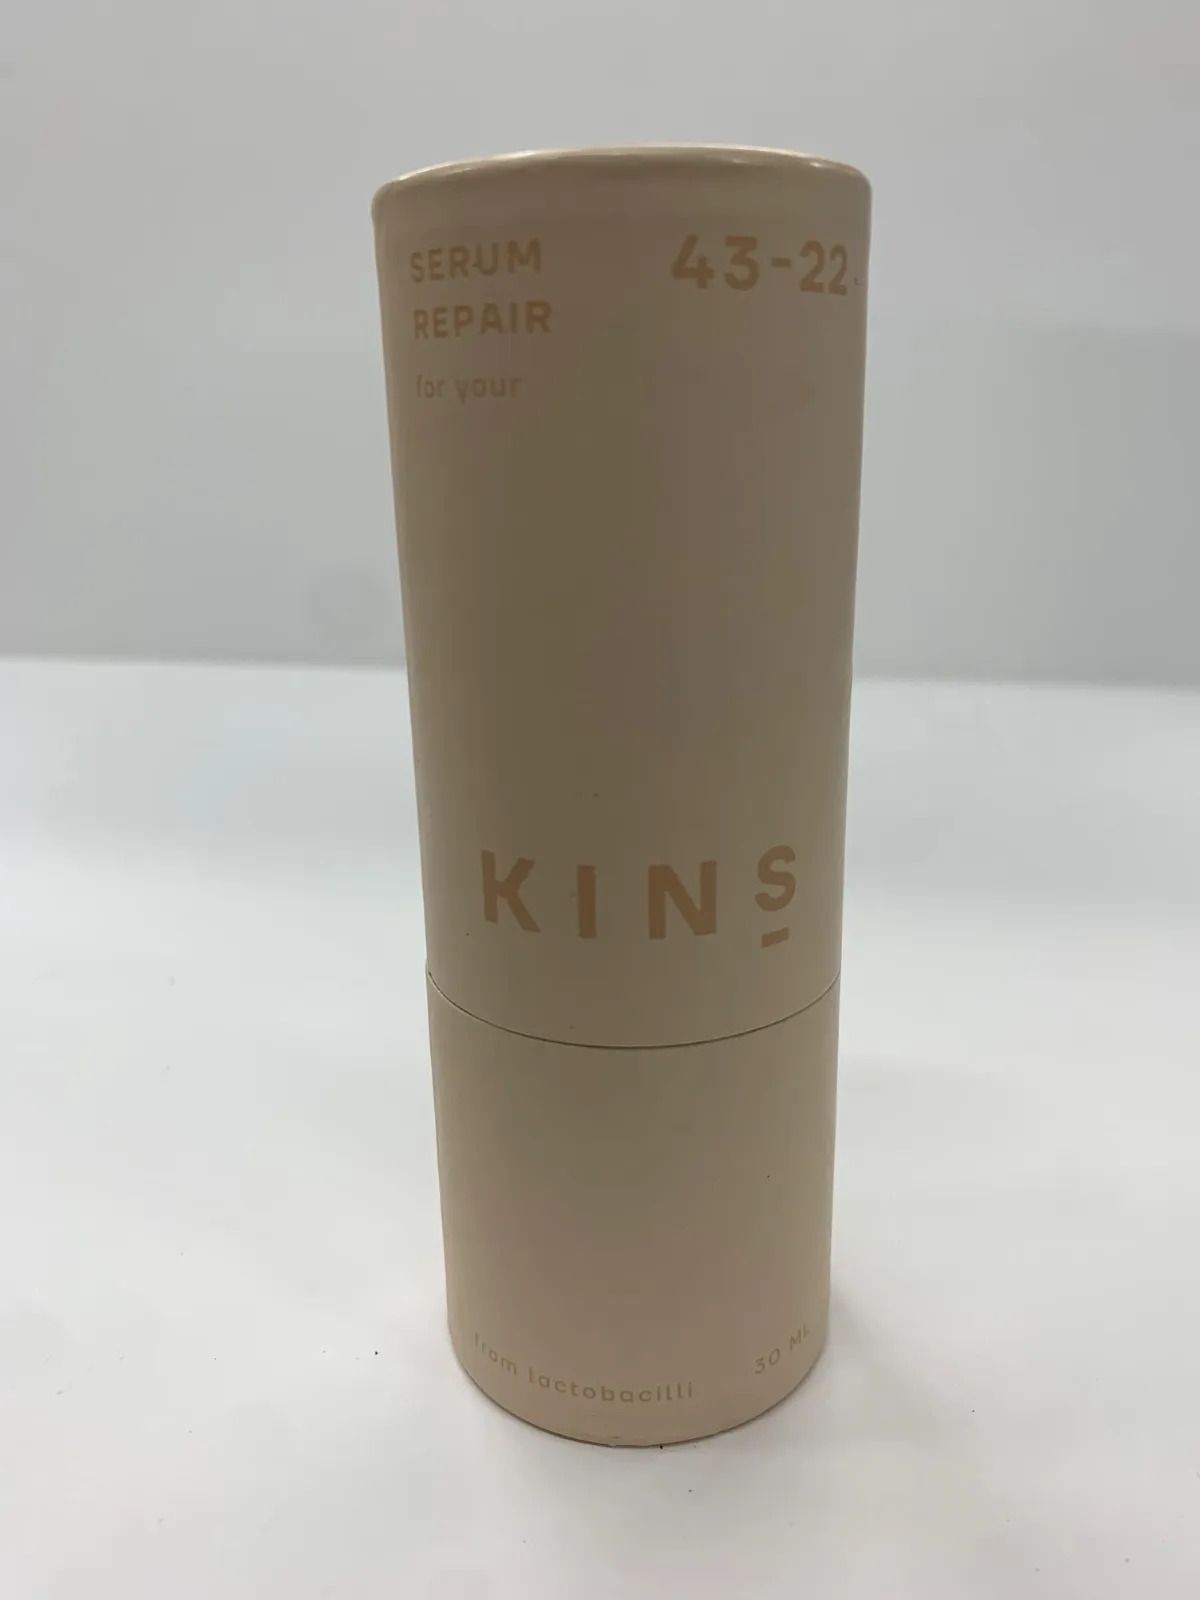 SERUM
REPAIR
for your
43-22
KINS
from lactobacilli
30 ML